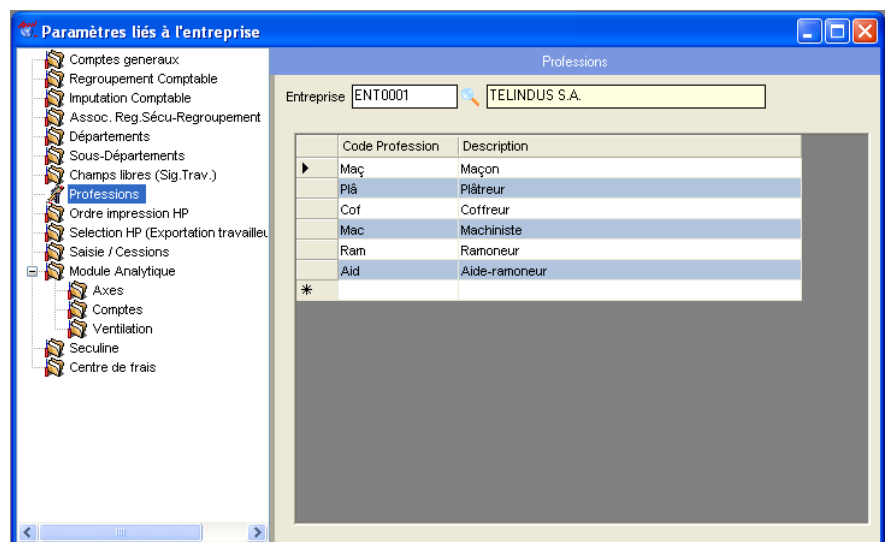 Paramètres liés à l'entreprise
Comptes generaux
Regroupement Comptable
Imputation Comptable
Assoc. Reg.Sécu-Regroupement
Départements
Sous-Départements
Champs libres (Sig.Trav.)
Professions
Ordre impression HP
Selection HP (Exportation travailleu
Saisie / Cessions
Module Analytique
Axes
Comptes
Ventilation
Seculine
Centre de frais
Professions
Entreprise ENT0001 TELINDUS S.A.
Code Profession Description
Maç Maçon
Plâ Plâtreur
Cof Coffreur
Mac Machiniste
Ram Ramoneur
Aid Aide-ramoneur